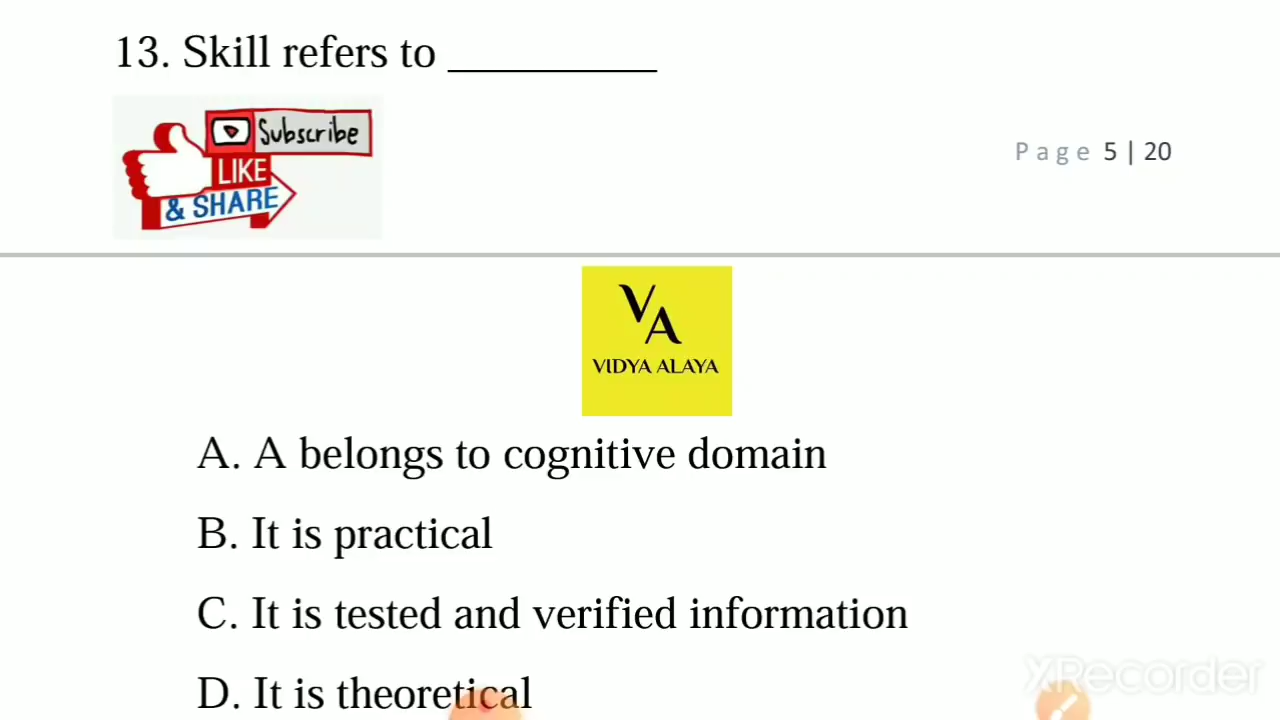 13. Skill refers to __________
Subscribe
LIKE
& SHARE
Page 5 | 20
VA
VIDYA ALAYA
A. A belongs to cognitive domain
B. It is practical
C. It is tested and verified information
D. It is theoretical
XRecorder